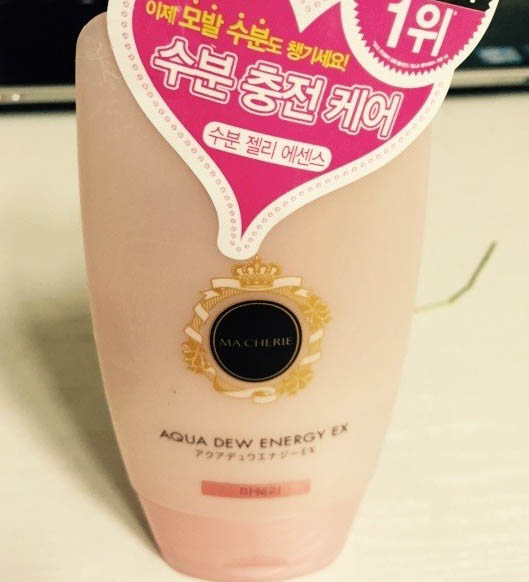 이제 모발 수분도 챙기세요!
1위
수분 충전 케어
수분 젤리 에센스
MA CHERIE
AQUA DEW ENERGY EX
アクアデュウエナジーEX
마쉐리